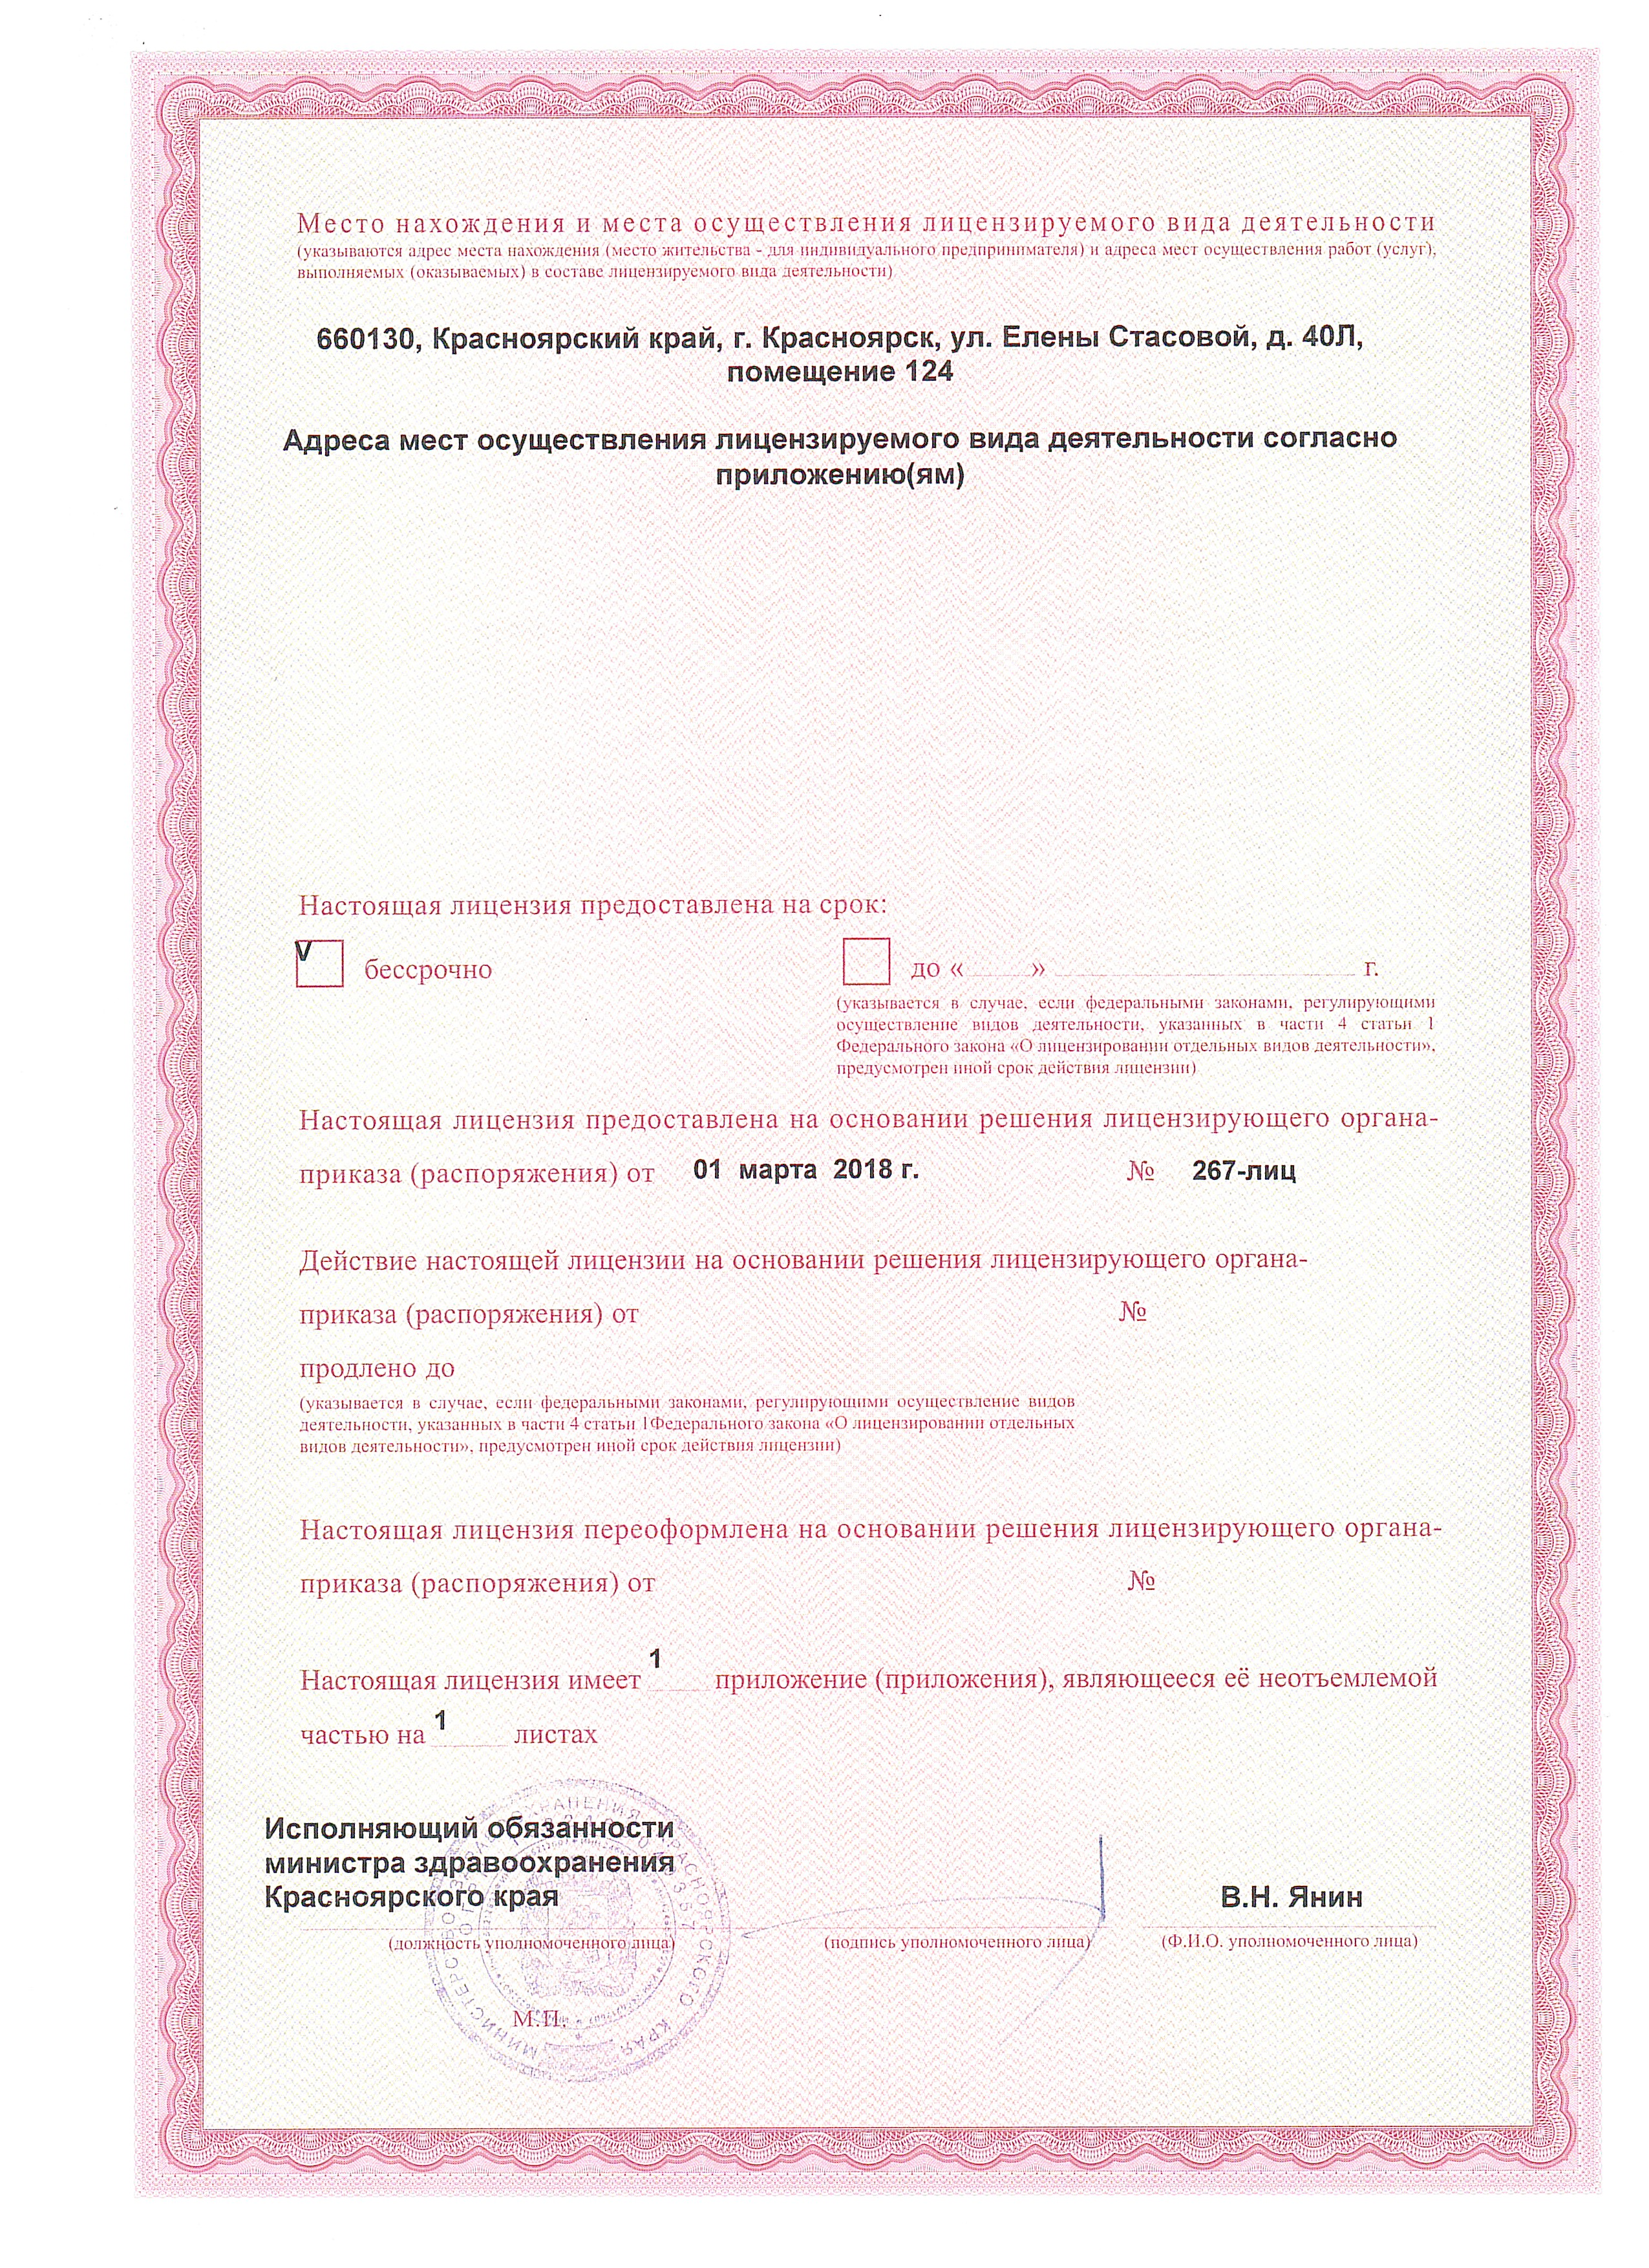 Место нахождения и места осуществления лицензируемого вида деятельности
(указываются адрес места нахождения (место жительства - для индивидуального предпринимателя) и адреса мест осуществления работ (услуг),
выполняемых (оказываемых) в составе лицензируемого вида деятельности)
660130, Красноярский край, г. Красноярск, ул. Елены Стасовой, д. 40Л,
помещение 124
Адреса мест осуществления лицензируемого вида деятельности согласно
приложению(ям)
Настоящая лицензия предоставлена на срок:
V бессрочно
до « » г.
(указывается в случае, если федеральными законами, регулирующими
осуществление видов деятельности, указанных в части 4 статьи 1
Федерального закона «О лицензировании отдельных видов деятельности»,
предусмотрен иной срок действия лицензии)
Настоящая лицензия предоставлена на основании решения лицензирующего органа-
приказа (распоряжения) от 01 марта 2018 г. № 267-лиц
Действие настоящей лицензии на основании решения лицензирующего органа-
приказа (распоряжения) от №
продлено до
(указывается в случае, если федеральными законами, регулирующими осуществление видов
деятельности, указанных в части 4 статьи 1Федерального закона «О лицензировании отдельных
видов деятельности», предусмотрен иной срок действия лицензии)
Настоящая лицензия переоформлена на основании решения лицензирующего органа-
приказа (распоряжения) от №
Настоящая лицензия имеет 1 приложение (приложения), являющееся её неотъемлемой
частью на 1 листах
Исполняющий обязанности
министра здравоохранения
Красноярского края
В.Н. Янин
(должность уполномоченного лица)
(подпись уполномоченного лица)
(Ф.И.О. уполномоченного лица)
М.П.
МИНИСТЕРСТВО ЗДРАВООХРАНЕНИЯ КРАСНОЯРСКОГО КРАЯ